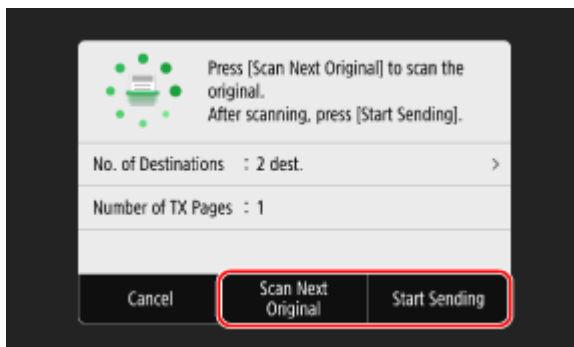 Press [Scan Next Original] to scan the
original.
After scanning, press [Start Sending].
No. of Destinations : 2 dest. >
Number of TX Pages : 1
Cancel
Scan Next
Original
Start Sending